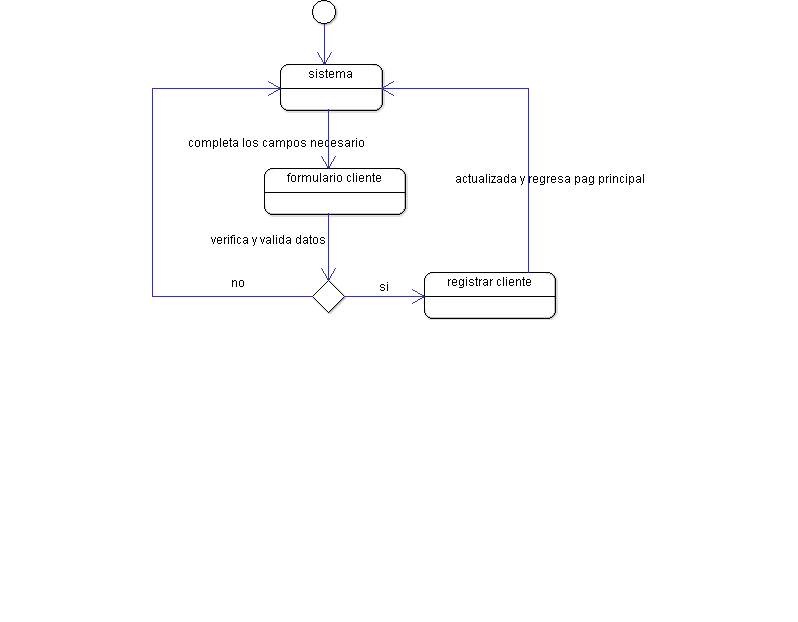 sistema
completa los campos necesario
formulario cliente
actualizada y regresa pag principal
verifica y valida datos
no
si
registrar cliente